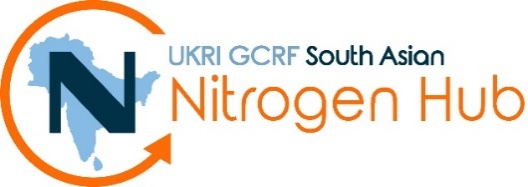 N
UKRI GCRF South Asian
Nitrogen Hub